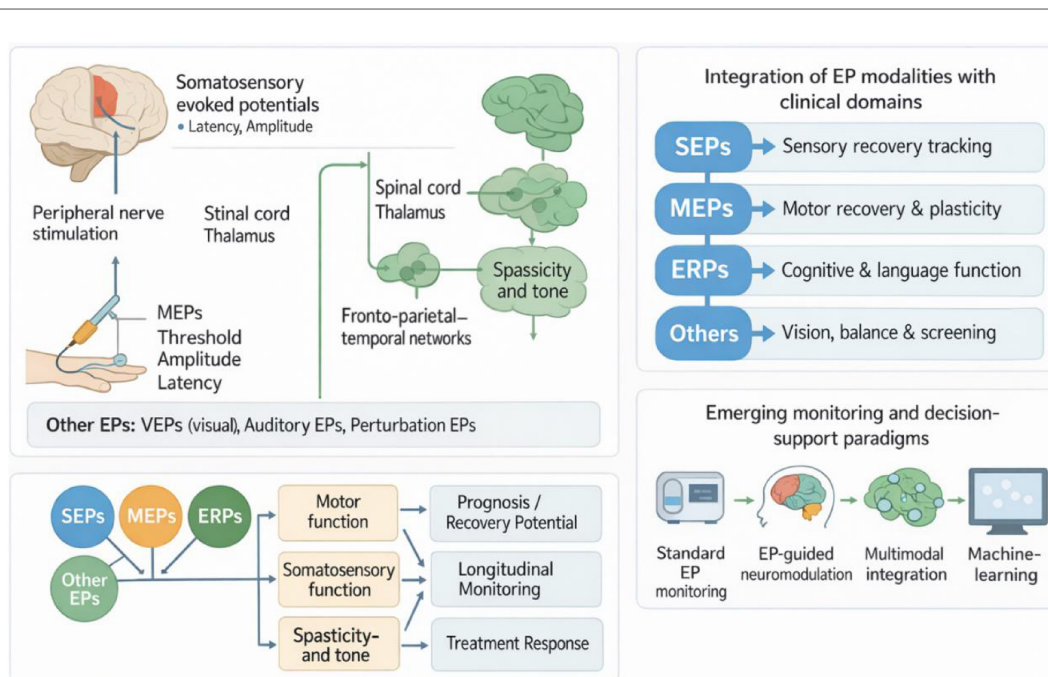 Somatosensory
evoked potentials
• Latency, Amplitude
Peripheral nerve
stimulation
Stinal cord
Thalamus
Spinal cord
Thalamus
Spassicity
and tone
Fronto-parietal–
temporal networks
MEPs
Threshold
Amplitude
Latency
Other EPs: VEPs (visual), Auditory EPs, Perturbation EPs
Integration of EP modalities with
clinical domains
SEPs
Sensory recovery tracking
MEPs
Motor recovery & plasticity
ERPs
Cognitive & language function
Others
Vision, balance & screening
SEPs
MEPs
ERPs
Other
EPs
Motor
function
Somatosensory
function
Spasticity-
and tone
Prognosis /
Recovery Potential
Longitudinal
Monitoring
Treatment Response
Emerging monitoring and decision-
support paradigms
Standard
EP
monitoring
EP-guided
neuromodulation
Multimodal
integration
Machine-
learning